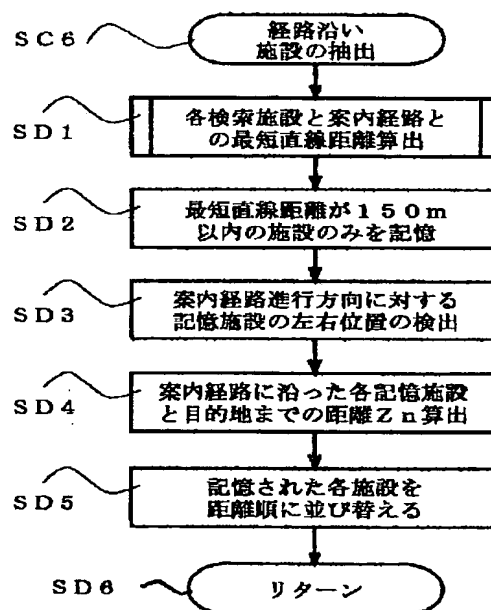 SC6
経路沿い
施設の抽出
SD1
各検索施設と案内経路と
の最短直線距離算出
SD2
最短直線距離が150m
以内の施設のみを記憶
SD3
案内経路進行方向に対する
記憶施設の左右位置の検出
SD4
案内経路に沿った各記憶施設
と目的地までの距離Zn算出
SD5
記憶された各施設を
距離順に並び替える
SD6
リターン